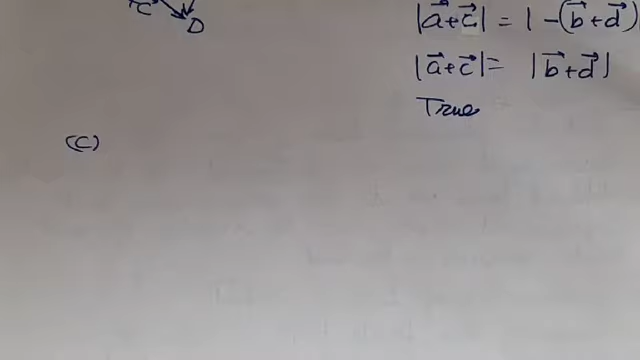 C
D
|a⃗+c⃗| = |-(b⃗+d⃗)|
|a⃗+c⃗| = |b⃗+d⃗|
True
(C)